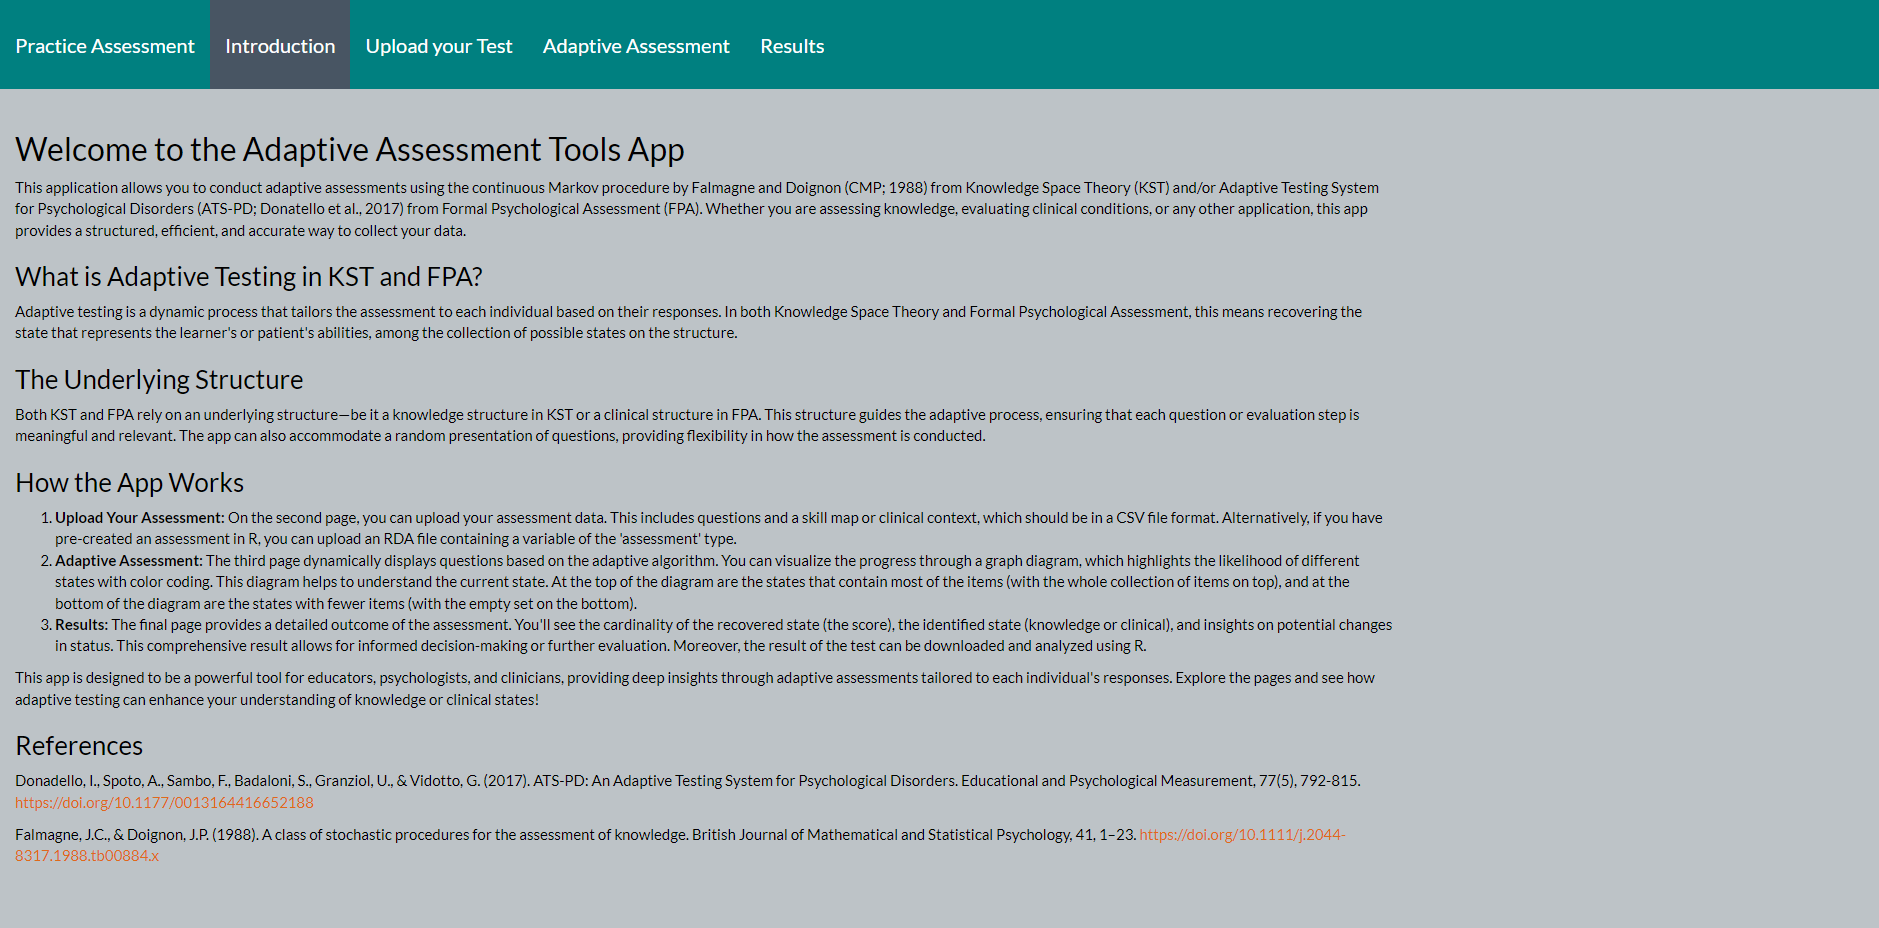 Practice Assessment
Introduction
Upload your Test
Adaptive Assessment
Results
Welcome to the Adaptive Assessment Tools App
This application allows you to conduct adaptive assessments using the continuous Markov procedure by Falmagne and Doignon (CMP; 1988) from Knowledge Space Theory (KST) and/or Adaptive Testing System
for Psychological Disorders (ATS-PD; Donatello et al., 2017) from Formal Psychological Assessment (FPA). Whether you are assessing knowledge, evaluating clinical conditions, or any other application, this app
provides a structured, efficient, and accurate way to collect your data.
What is Adaptive Testing in KST and FPA?
Adaptive testing is a dynamic process that tailors the assessment to each individual based on their responses. In both Knowledge Space Theory and Formal Psychological Assessment, this means recovering the
state that represents the learner's or patient's abilities, among the collection of possible states on the structure.
The Underlying Structure
Both KST and FPA rely on an underlying structure—be it a knowledge structure in KST or a clinical structure in FPA. This structure guides the adaptive process, ensuring that each question or evaluation step is
meaningful and relevant. The app can also accommodate a random presentation of questions, providing flexibility in how the assessment is conducted.
How the App Works
1. Upload Your Assessment: On the second page, you can upload your assessment data. This includes questions and a skill map or clinical context, which should be in a CSV file format. Alternatively, if you have
pre-created an assessment in R, you can upload an RDA file containing a variable of the 'assessment' type.
2. Adaptive Assessment: The third page dynamically displays questions based on the adaptive algorithm. You can visualize the progress through a graph diagram, which highlights the likelihood of different
states with color coding. This diagram helps to understand the current state. At the top of the diagram are the states that contain most of the items (with the whole collection of items on top), and at the
bottom of the diagram are the states with fewer items (with the empty set on the bottom).
3. Results: The final page provides a detailed outcome of the assessment. You'll see the cardinality of the recovered state (the score), the identified state (knowledge or clinical), and insights on potential changes
in status. This comprehensive result allows for informed decision-making or further evaluation. Moreover, the result of the test can be downloaded and analyzed using R.
This app is designed to be a powerful tool for educators, psychologists, and clinicians, providing deep insights through adaptive assessments tailored to each individual's responses. Explore the pages and see how
adaptive testing can enhance your understanding of knowledge or clinical states!
References
Donadello, I., Spoto, A., Sambo, F., Badaloni, S., Granziol, U., & Vidotto, G. (2017). ATS-PD: An Adaptive Testing System for Psychological Disorders. Educational and Psychological Measurement, 77(5), 792-815.
https://doi.org/10.1177/0013164416652188
Falmagne, J.C., & Doignon, J.P. (1988). A class of stochastic procedures for the assessment of knowledge. British Journal of Mathematical and Statistical Psychology, 41, 1–23. https://doi.org/10.1111/j.2044-
8317.1988.tb00884.x